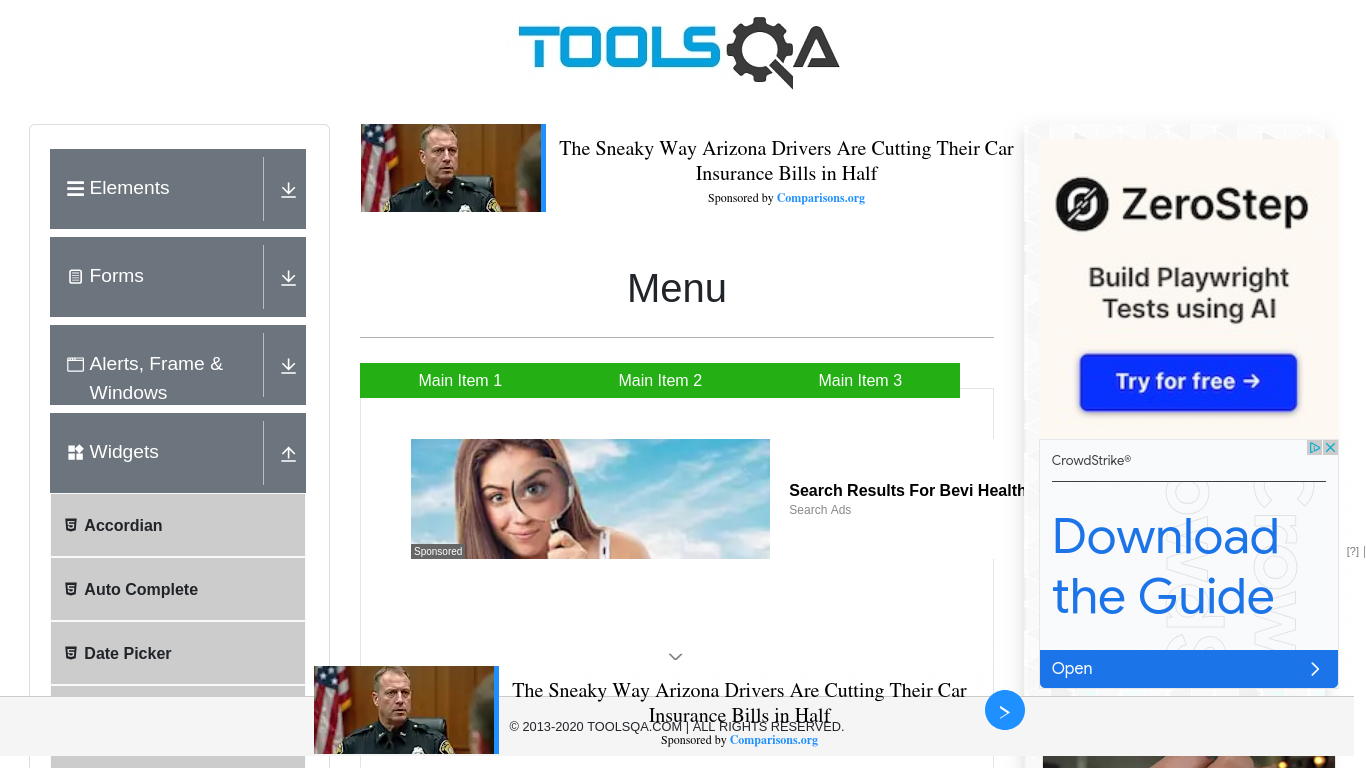 TOOLSQA
Elements
Forms
Alerts, Frame &
Windows
Widgets
Accordian
Auto Complete
Date Picker
The Sneaky Way Arizona Drivers Are Cutting Their Car
Insurance Bills in Half
Sponsored by Comparisons.org
Menu
Main Item 1
Main Item 2
Main Item 3
Sponsored
Search Results For Bevi Health
Search Ads
ZeroStep
Build Playwright
Tests using AI
Try for free →
CrowdStrike®
Download
the Guide
Open
[?]
The Sneaky Way Arizona Drivers Are Cutting Their Car
Insurance Bills in Half
Sponsored by Comparisons.org
© 2013-2020 TOOLSQA.COM | ALL RIGHTS RESERVED.